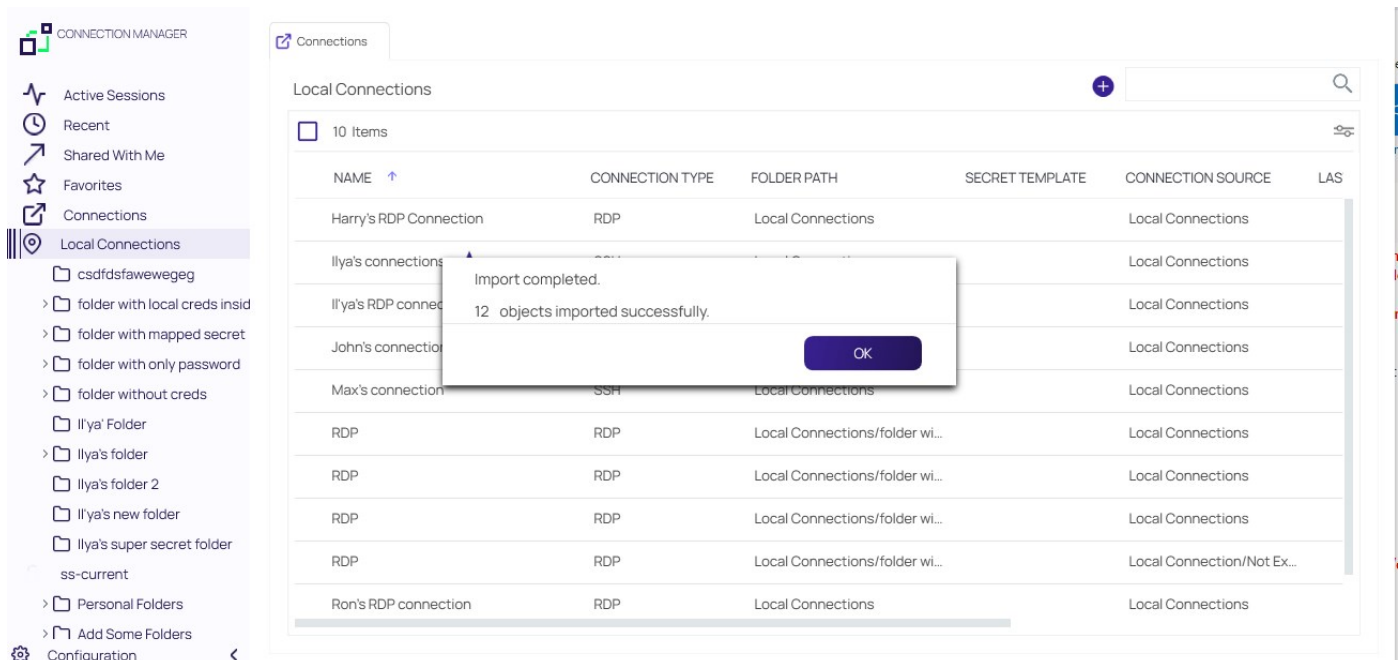 CONNECTION MANAGER
Active Sessions
Recent
Shared With Me
Favorites
Connections
Local Connections
csdfdsfawewegeg
folder with local creds insid
folder with mapped secret
folder with only password
folder without creds
Il'ya' Folder
Ilya's folder
Ilya's folder 2
Il'ya's new folder
Ilya's super secret folder
ss-current
Personal Folders
Add Some Folders
Configuration
Connections
Local Connections
10 Items
NAME CONNECTION TYPE FOLDER PATH SECRET TEMPLATE CONNECTION SOURCE LAS
Harry's RDP Connection RDP Local Connections Local Connections
Ilya's connections Local Connections
Il'ya's RDP connec Local Connections
John's connection Local Connections
Max's connection SSH Local Connections Local Connections
RDP RDP Local Connections/folder wi... Local Connections
RDP RDP Local Connections/folder wi... Local Connections
RDP RDP Local Connections/folder wi... Local Connections
RDP RDP Local Connections/folder wi... Local Connection/Not Ex...
Ron's RDP connection RDP Local Connections Local Connections
Import completed.
12 objects imported successfully.
OK